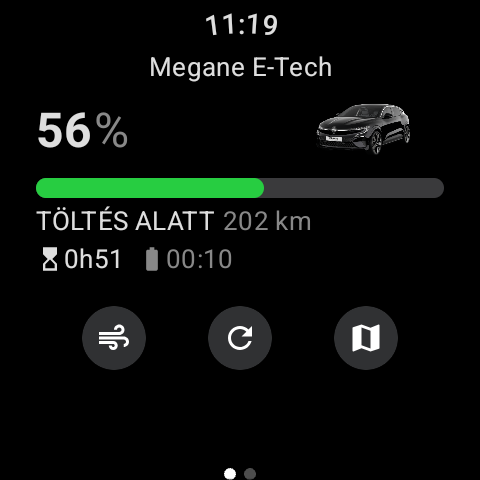 11:19
Megane E-Tech
56%
TÖLTÉS ALATT 202 km
0h51 00:10